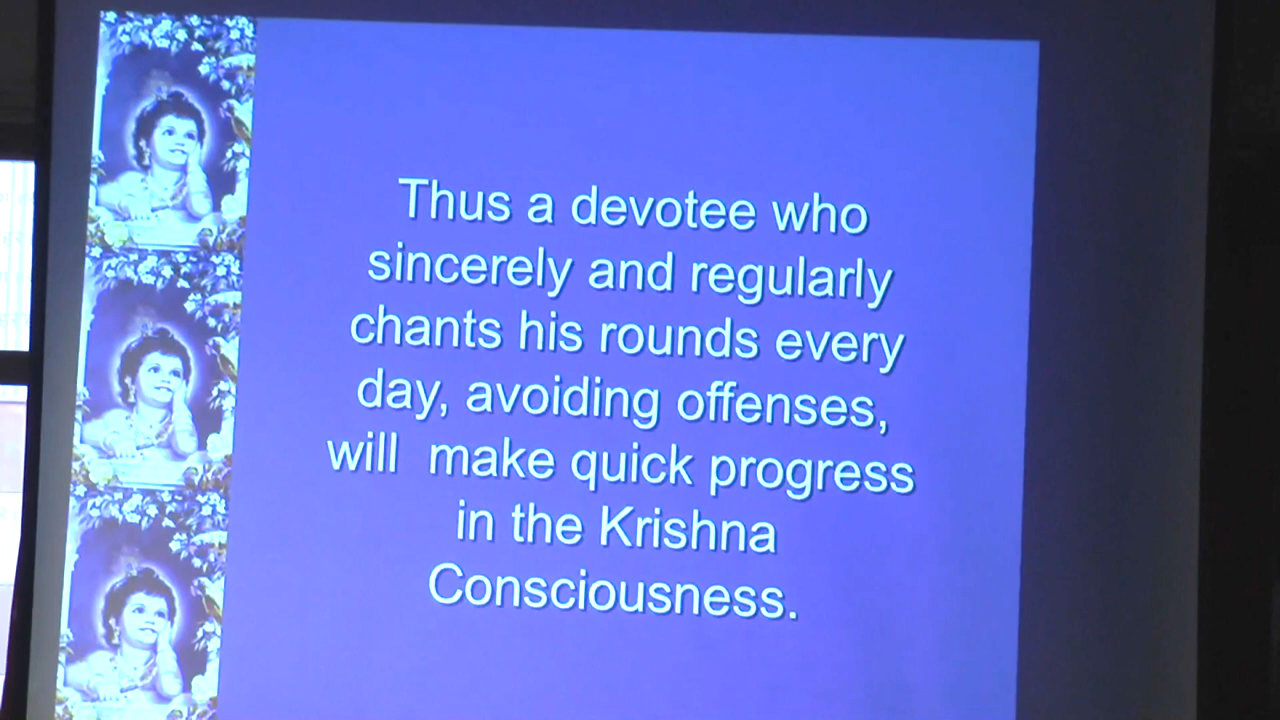 Thus a devotee who
sincerely and regularly
chants his rounds every
day, avoiding offenses,
will  make quick progress
in the Krishna
Consciousness.